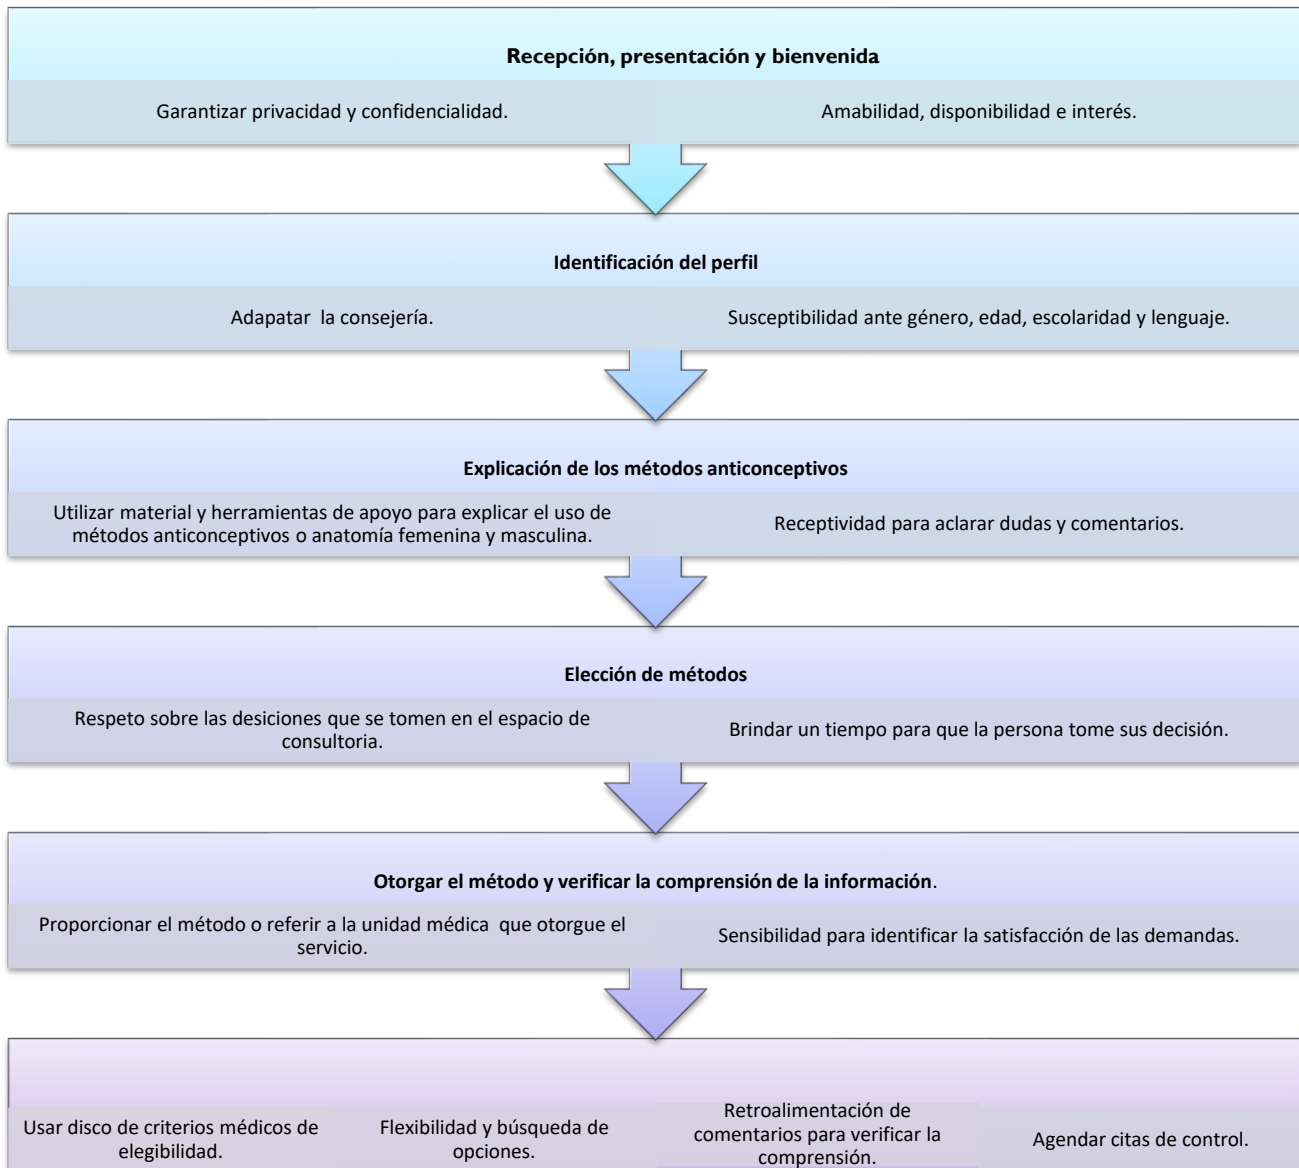 Recepción, presentación y bienvenida
Garantizar privacidad y confidencialidad.
Amabilidad, disponibilidad e interés.
Identificación del perfil
Adapatar la consejería.
Susceptibilidad ante género, edad, escolaridad y lenguaje.
Explicación de los métodos anticonceptivos
Utilizar material y herramientas de apoyo para explicar el uso de
métodos anticonceptivos o anatomía femenina y masculina.
Receptividad para aclarar dudas y comentarios.
Elección de métodos
Respeto sobre las desiciones que se tomen en el espacio de
consultoria.
Brindar un tiempo para que la persona tome sus decisión.
Otorgar el método y verificar la comprensión de la información.
Proporcionar el método o referir a la unidad médica que otorgue el
servicio.
Sensibilidad para identificar la satisfacción de las demandas.
Usar disco de criterios médicos de
elegibilidad.
Flexibilidad y búsqueda de
opciones.
Retroalimentación de
comentarios para verificar la
comprensión.
Agendar citas de control.